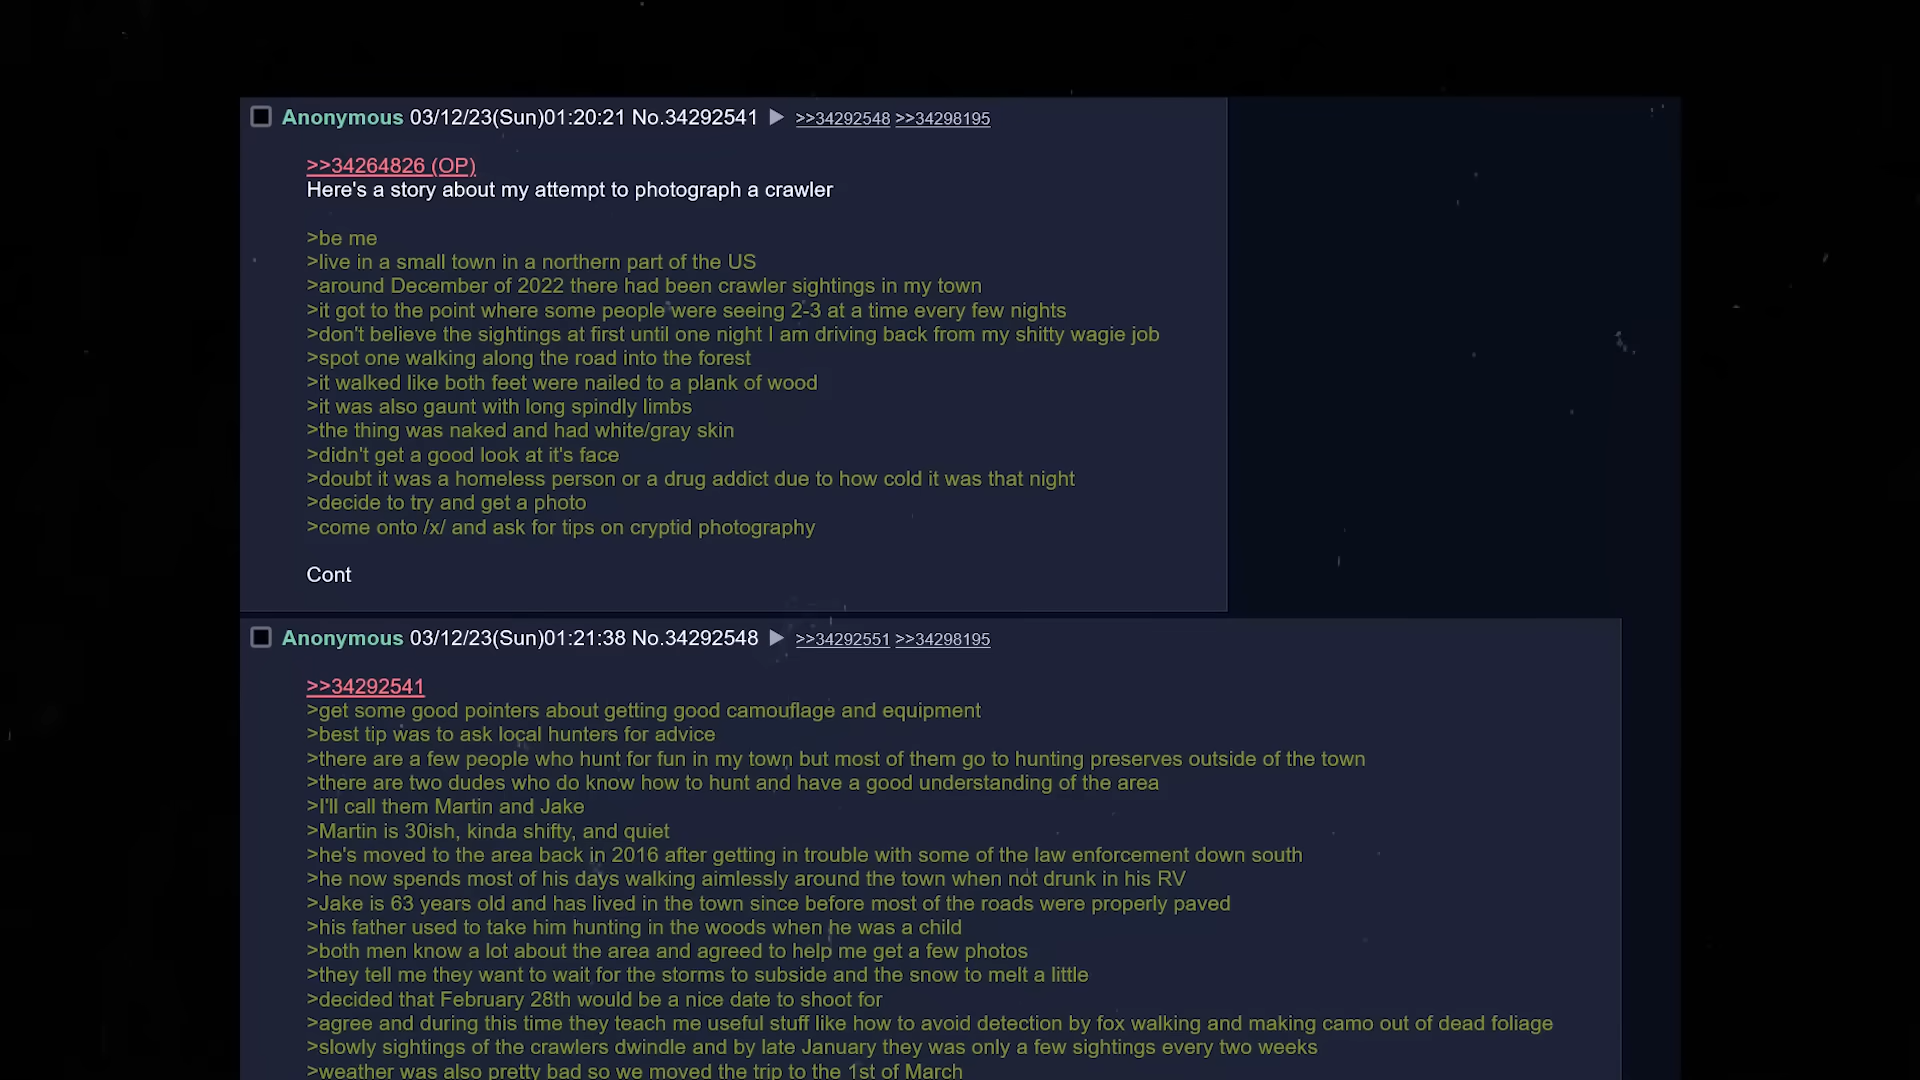 Anonymous 03/12/23(Sun)01:20:21 No.34292541 ▶ >>34292548 >>34298195
>>34264826 (OP)
Here's a story about my attempt to photograph a crawler
>be me
>live in a small town in a northern part of the US
>around December of 2022 there had been crawler sightings in my town
>it got to the point where some people were seeing 2-3 at a time every few nights
>don't believe the sightings at first until one night I am driving back from my shitty wagie job
>spot one walking along the road into the forest
>it walked like both feet were nailed to a plank of wood
>it was also gaunt with long spindly limbs
>the thing was naked and had white/gray skin
>didn't get a good look at it's face
>doubt it was a homeless person or a drug addict due to how cold it was that night
>decide to try and get a photo
>come onto /x/ and ask for tips on cryptid photography
Cont
Anonymous 03/12/23(Sun)01:21:38 No.34292548 ▶ >>34292551 >>34298195
>>34292541
>get some good pointers about getting good camouflage and equipment
>best tip was to ask local hunters for advice
>there are a few people who hunt for fun in my town but most of them go to hunting preserves outside of the town
>there are two dudes who do know how to hunt and have a good understanding of the area
>I'll call them Martin and Jake
>Martin is 30ish, kinda shifty, and quiet
>he's moved to the area back in 2016 after getting in trouble with some of the law enforcement down south
>he now spends most of his days walking aimlessly around the town when not drunk in his RV
>Jake is 63 years old and has lived in the town since before most of the roads were properly paved
>his father used to take him hunting in the woods when he was a child
>both men know a lot about the area and agreed to help me get a few photos
>they tell me they want to wait for the storms to subside and the snow to melt a little
>decided that February 28th would be a nice date to shoot for
>agree and during this time they teach me useful stuff like how to avoid detection by fox walking and making camo out of dead foliage
>slowly sightings of the crawlers dwindle and by late January they was only a few sightings every two weeks
>weather was also pretty bad so we moved the trip to the 1st of March